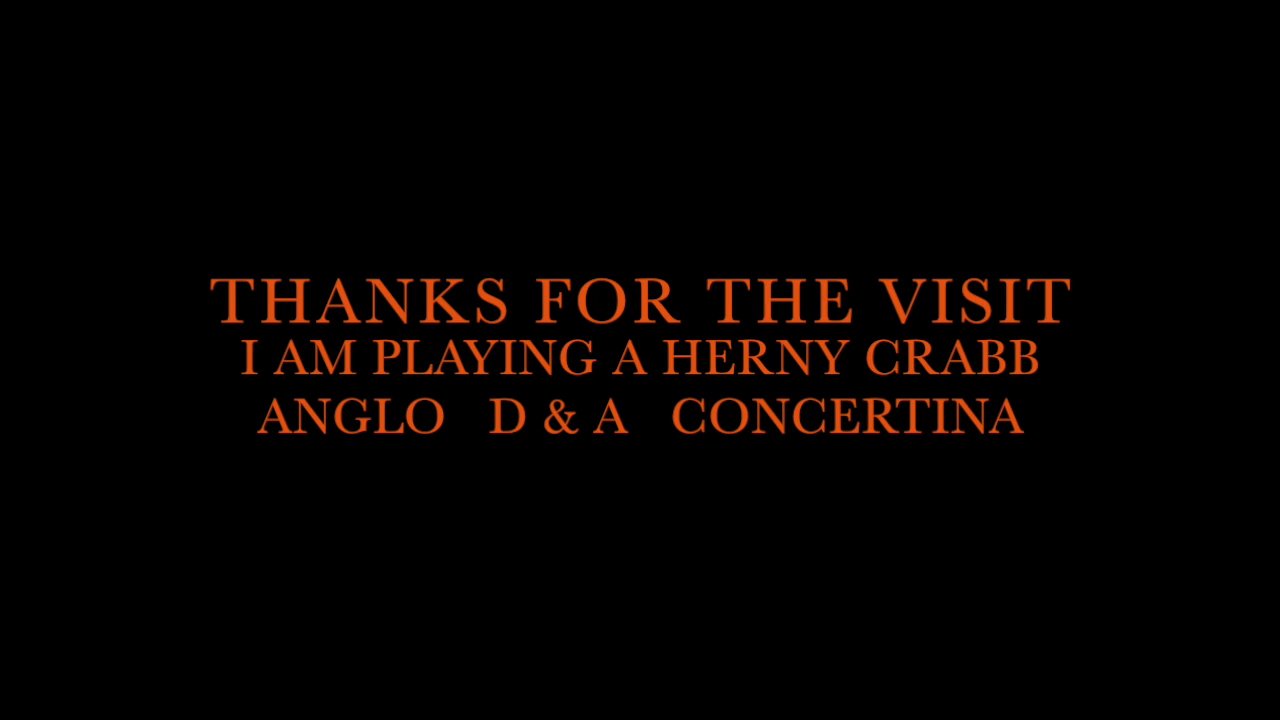 THANKS FOR THE VISIT
I AM PLAYING A HERNY CRABB
ANGLO D & A CONCERTINA